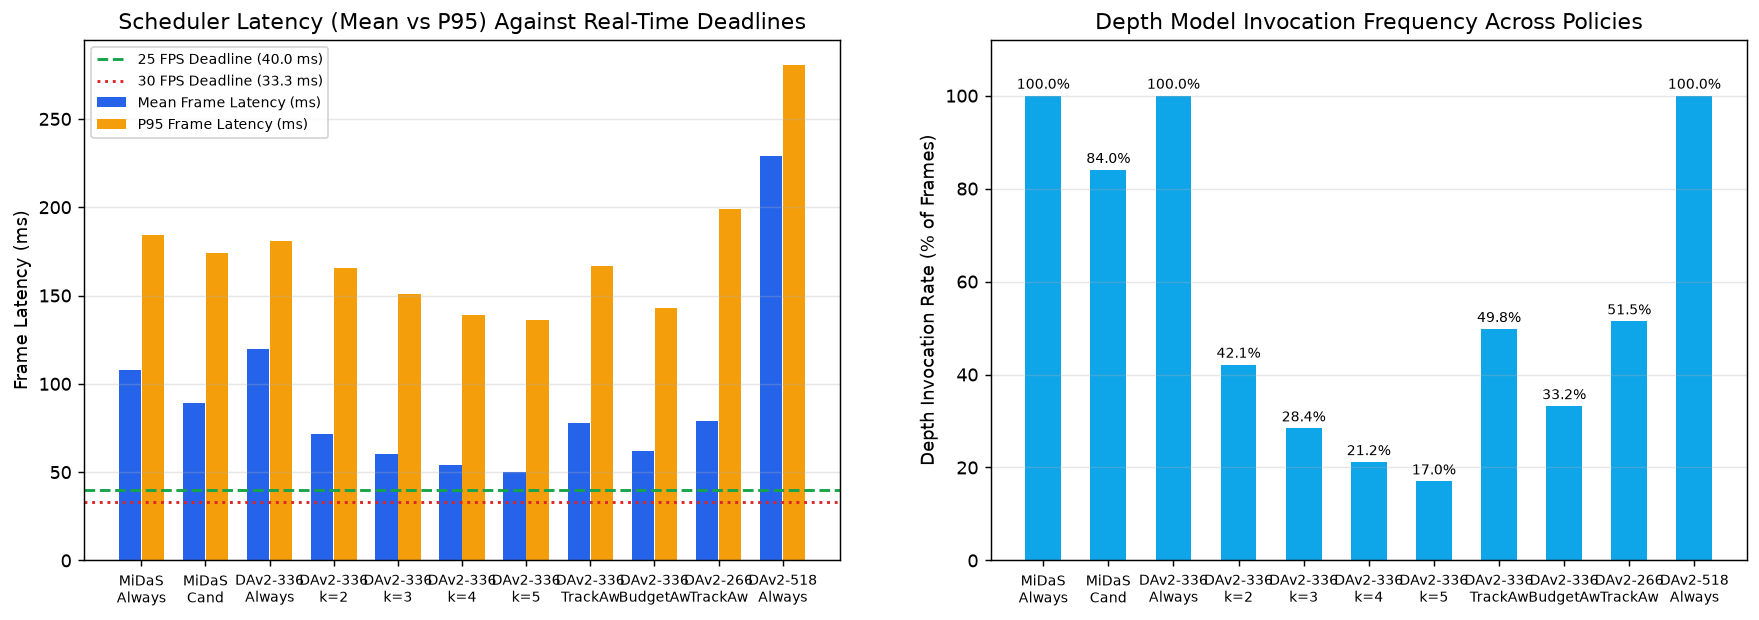 Scheduler Latency (Mean vs P95) Against Real-Time Deadlines
25 FPS Deadline (40.0 ms)
30 FPS Deadline (33.3 ms)
Mean Frame Latency (ms)
P95 Frame Latency (ms)
Frame Latency (ms)
250
200
150
100
50
0
MiDaS
Always
MiDaS
Cand
DAv2-336
Always
DAv2-336
k=2
DAv2-336
k=3
DAv2-336
k=4
DAv2-336
k=5
DAv2-336
TrackAw
DAv2-336
BudgetAw
DAv2-266
TrackAw
DAv2-518
Always
Depth Model Invocation Frequency Across Policies
Depth Invocation Rate (% of Frames)
100
80
60
40
20
0
100.0%
84.0%
100.0%
42.1%
28.4%
21.2%
17.0%
49.8%
33.2%
51.5%
100.0%
MiDaS
Always
MiDaS
Cand
DAv2-336
Always
DAv2-336
k=2
DAv2-336
k=3
DAv2-336
k=4
DAv2-336
k=5
DAv2-336
TrackAw
DAv2-336
BudgetAw
DAv2-266
TrackAw
DAv2-518
Always